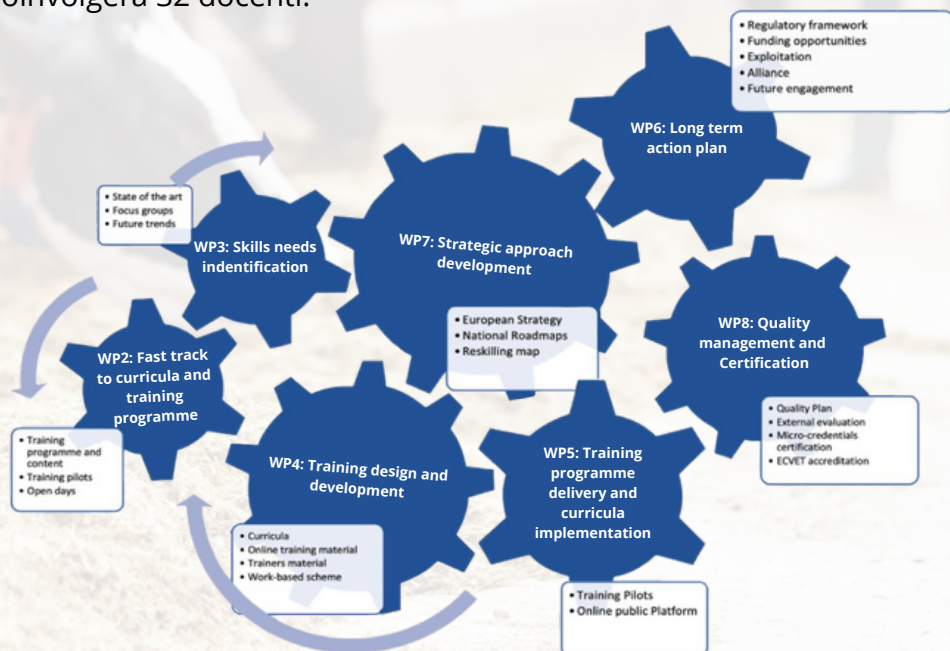 oinvolgerà 32 docenti.
• Regulatory framework
• Funding opportunities
• Exploitation
• Alliance
• Future engagement
WP6: Long term
action plan
• State of the art
• Focus groups
• Future trends
WP3: Skills needs
indentification
WP7: Strategic approach
development
• European Strategy
• National Roadmaps
• Reskilling map
WP8: Quality
management and
Certification
• Quality Plan
• External evaluation
• Micro-credentials
certification
• ECVET accreditation
WP2: Fast track
to curricula and
training
programme
• Training
programme and
content
• Training pilots
• Open days
WP4: Training design and
development
• Curricula
• Online training material
• Trainers material
• Work-based scheme
WP5: Training
programme
delivery and
curricula
implementation
• Training Pilots
• Online public Platform